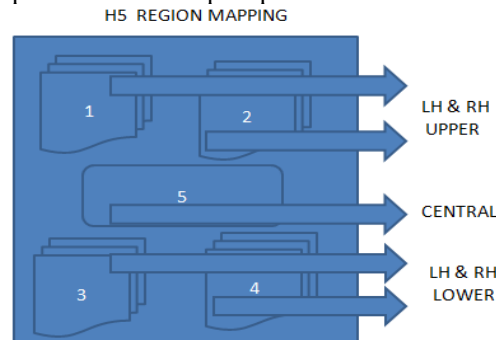 H5 REGION MAPPING
1
2
LH & RH
UPPER
5
CENTRAL
3
4
LH & RH
LOWER